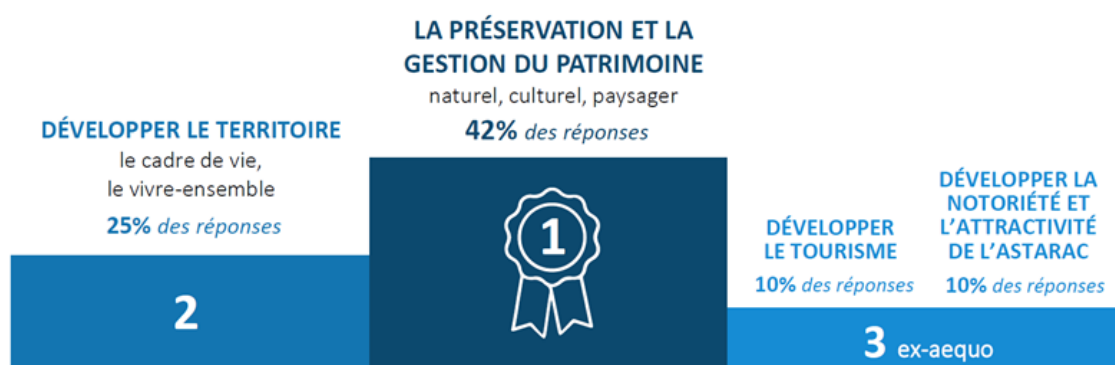 DÉVELOPPER LE TERRITOIRE
le cadre de vie,
le vivre-ensemble
25% des réponses
2
LA PRÉSERVATION ET LA
GESTION DU PATRIMOINE
naturel, culturel, paysager
42% des réponses
1
DÉVELOPPER
LE TOURISME
10% des réponses
DÉVELOPPER LA
NOTORIÉTÉ ET
L’ATTRACTIVITÉ
DE L’ASTARAC
10% des réponses
3 ex-aequo